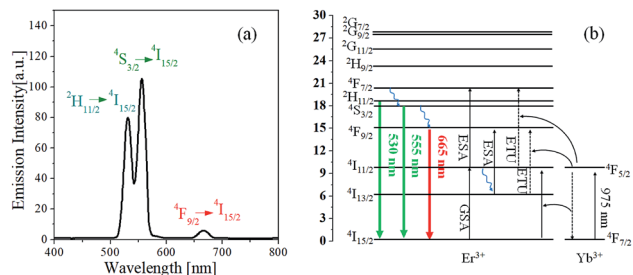 (a)
Emission Intensity[a.u.]
140
120
100
80
60
40
20
0
400 500 600 700 800
Wavelength [nm]
⁴S₃/₂ → ⁴I₁₅/₂
²H₁₁/₂ → ⁴I₁₅/₂
⁴F₉/₂ → ⁴I₁₅/₂
(b)
30
27
24
21
18
15
12
9
6
3
0
²G₇/₂
²G₉/₂
²G₁₁/₂
²H₉/₂
⁴F₇/₂
²H₁₁/₂
⁴S₃/₂
⁴F₉/₂
⁴I₁₁/₂
⁴I₁₃/₂
⁴I₁₅/₂
530 nm
555 nm
665 nm
ESA
GSA
ESA
ETU
ETU
975 nm
⁴F₅/₂
⁴F₇/₂
Er³⁺ Yb³⁺